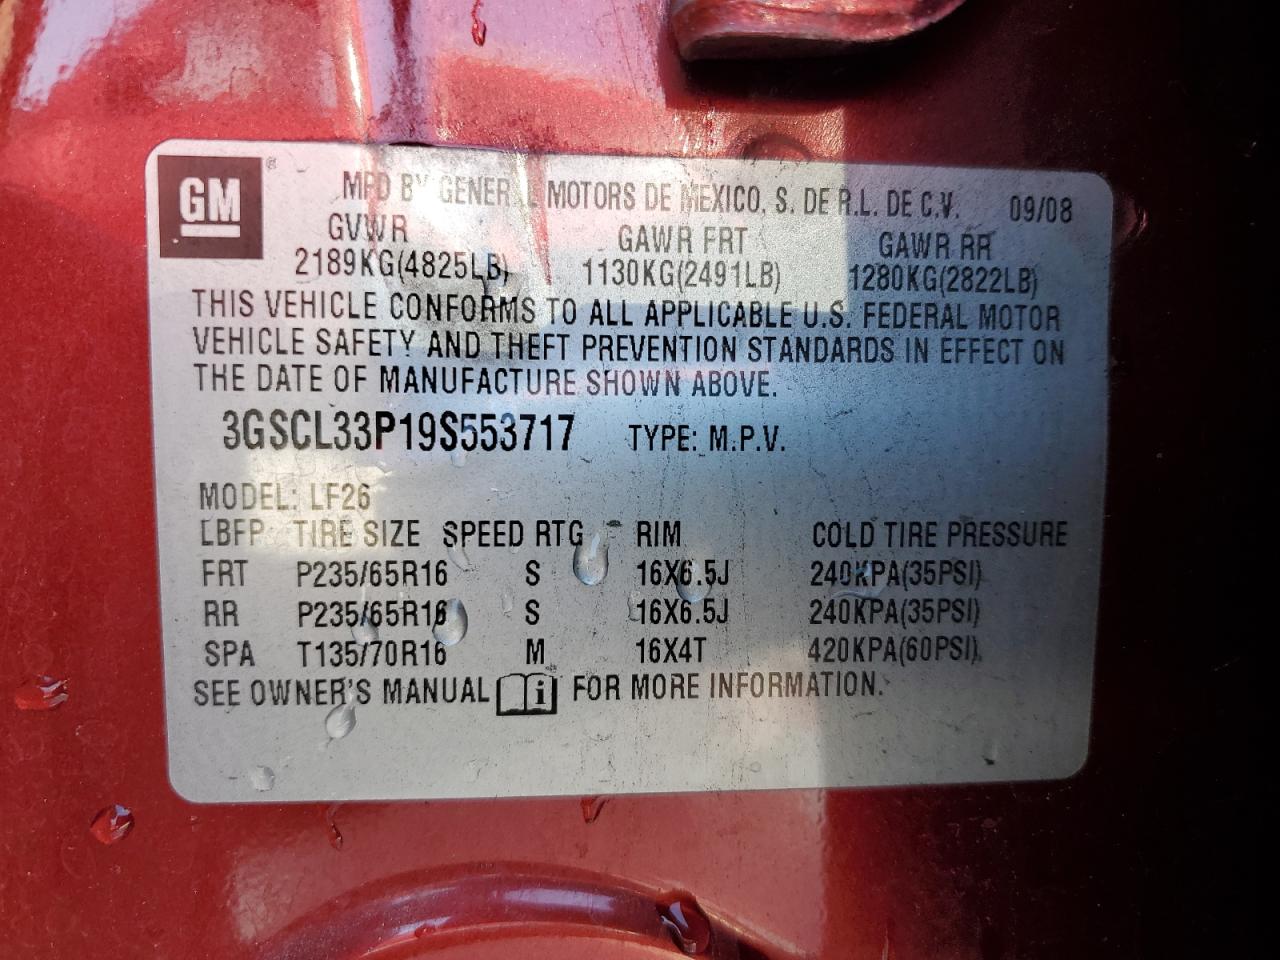 GM ® MFD BY GENERAL MOTORS DE MEXICO, S. DE R.L. DE C.V. 09/08
GVWR GAWR FRT GAWR RR
2189KG(4825LB) 1130KG(2491LB) 1280KG(2822LB)
THIS VEHICLE CONFORMS TO ALL APPLICABLE U.S. FEDERAL MOTOR
VEHICLE SAFETY AND THEFT PREVENTION STANDARDS IN EFFECT ON
THE DATE OF MANUFACTURE SHOWN ABOVE.
3GSCL33P19S553717 TYPE: M.P.V.
MODEL: LF26
LBFP TIRE SIZE SPEED RTG RIM COLD TIRE PRESSURE
FRT P235/65R16 S 16X6.5J 240KPA(35PSI)
RR P235/65R16 S 16X6.5J 240KPA(35PSI)
SPA T135/70R16 M 16X4T 420KPA(60PSI)
SEE OWNER'S MANUAL i FOR MORE INFORMATION.